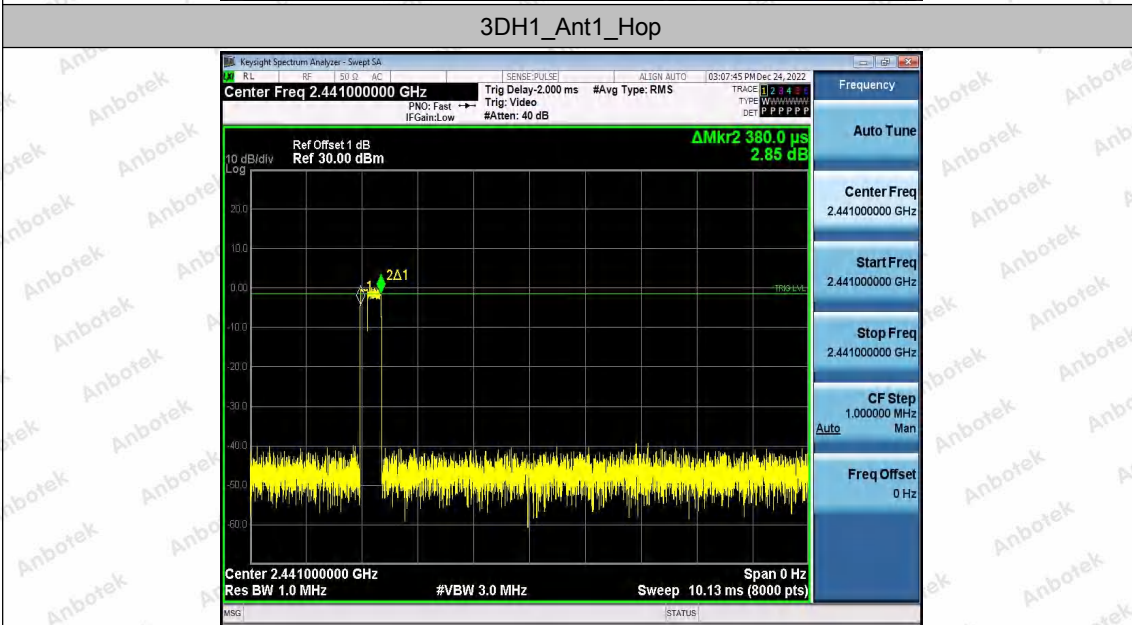 3DH1_Ant1_Hop
Keysight Spectrum Analyzer - Swept SA
RL RF 50 Ω AC SENSE:PULSE ALIGN AUTO 03:07:45 PM Dec 24, 2022
Center Freq 2.441000000 GHz
PNO: Fast
IFGain:Low
Trig Delay-2.000 ms
Trig: Video
#Atten: 40 dB
#Avg Type: RMS
TRACE 1 2 3 4 5 6
TYPE WWWWWW
DET P P P P P P
Ref Offset 1 dB
Ref 30.00 dBm
10 dB/div
Log
ΔMkr2 380.0 µs
2.85 dB
20.0
10.0
0.00
-10.0
-20.0
-30.0
-40.0
-50.0
-60.0
1
2Δ1
TRIG LVL
Center 2.441000000 GHz
Res BW 1.0 MHz
#VBW 3.0 MHz
Span 0 Hz
Sweep 10.13 ms (8000 pts)
MSG
STATUS
Frequency
Auto Tune
Center Freq
2.441000000 GHz
Start Freq
2.441000000 GHz
Stop Freq
2.441000000 GHz
CF Step
1.000000 MHz
Auto Man
Freq Offset
0 Hz
Anbotek